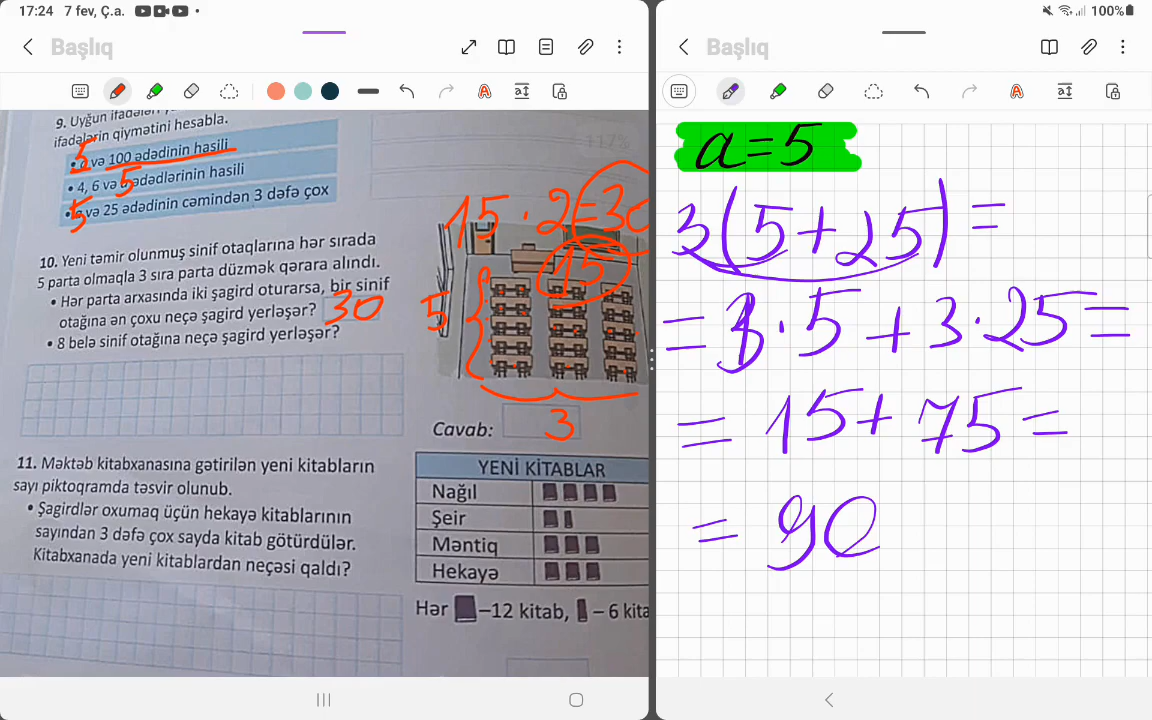 17:24 7 fev, Ç.a.
100%
Başlıq
Başlıq
9. Uyğun ifadələri
ifadələrin qiymətini hesabla.
• a və 100 ədədinin hasili
5
• 4, 6 və a ədədlərinin hasili
5
• a və 25 ədədinin cəmindən 3 dəfə çox
5
10. Yeni təmir olunmuş sinif otaqlarına hər sırada
5 parta olmaqla 3 sıra parta düzmək qərara alındı.
• Hər parta arxasında iki şagird oturarsa, bir sinif
otağına ən çoxu neçə şagird yerləşər? 30
• 8 belə sinif otağına neçə şagird yerləşər?
117%
15·2=30
15
5
3
Cavab:
11. Məktəb kitabxanasına gətirilən yeni kitabların
sayı piktoqramda təsvir olunub.
• Şagirdlər oxumaq üçün hekayə kitablarının
sayından 3 dəfə çox sayda kitab götürdülər.
Kitabxanada yeni kitablardan neçəsi qaldı?
YENİ KİTABLAR
Nağıl
Şeir
Məntiq
Hekayə
Hər –12 kitab, – 6 kita
a=5
3(5+25)=
=3·5+3·25=
=15+75=
=90